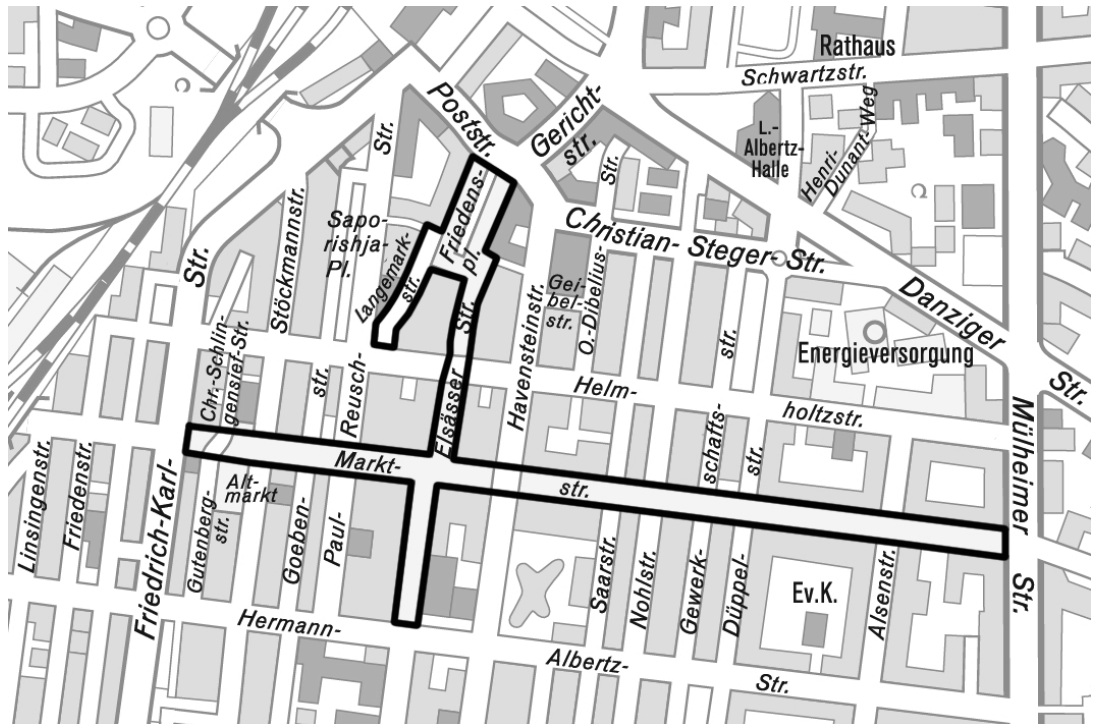 Rathaus
Schwartzstr.
Poststr.
Gericht-
str.
L.-
Albertz-
Halle
Henri-
Dunant-Weg
Str.
Str.
Friedens-
pl.
Sapo-
rishja-
Pl.
Stöckmannstr.
Langemark-
str.
Christian- Steger- Str.
Danziger
Str.
Geibel-
str.
O.-Dibelius-
str.
Havensteinstr.
Energieversorgung
Str.
Chr.-Schlin-
gensief-Str.
Reusch-
str.
Elsässer
Str.
Helm-
holtzstr.
Markt-
str.
Linsingenstr.
Friedenstr.
Friedrich-Karl-
Gutenberg-
str.
Alt-
markt
Goeben-
Paul-
Saarstr.
Nohlstr.
Gewerk-
schafts-
Düppel-
str.
Ev.K.
Alsenstr.
Mülheimer
Str.
Hermann-
Albertz-
Str.